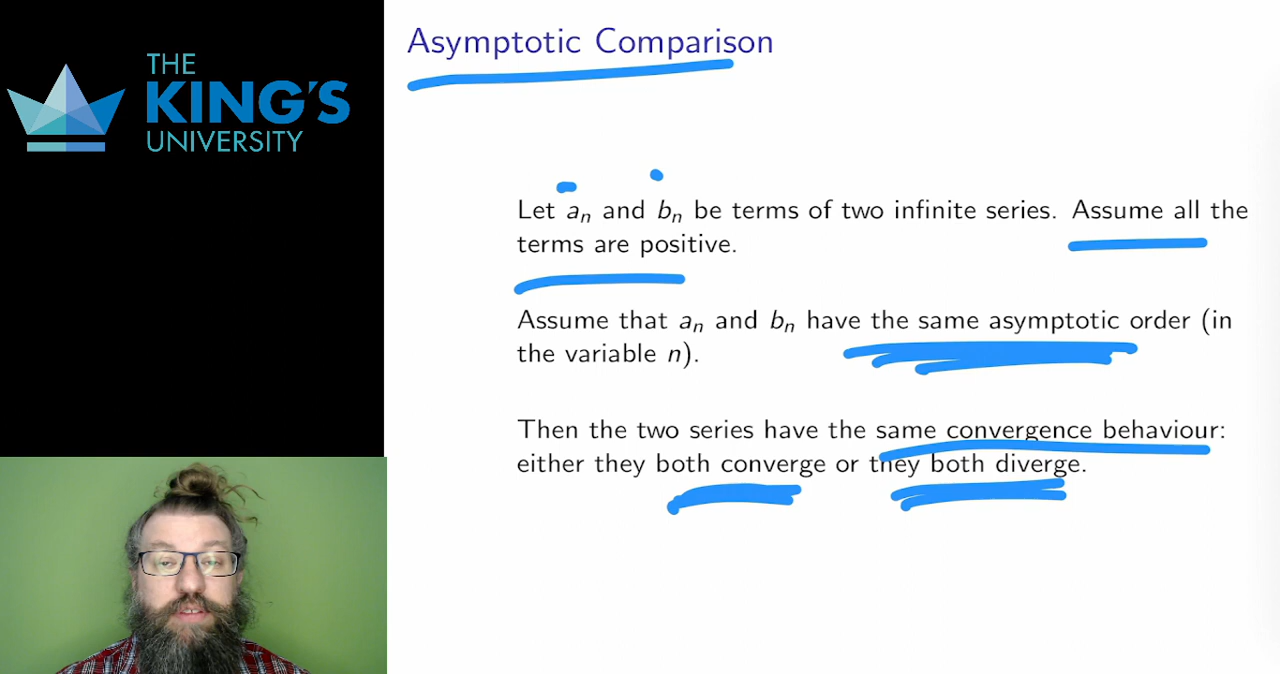 THE
KING'S
UNIVERSITY
Asymptotic Comparison
Let aₙ and bₙ be terms of two infinite series. Assume all the
terms are positive.
Assume that aₙ and bₙ have the same asymptotic order (in
the variable n).
Then the two series have the same convergence behaviour:
either they both converge or they both diverge.